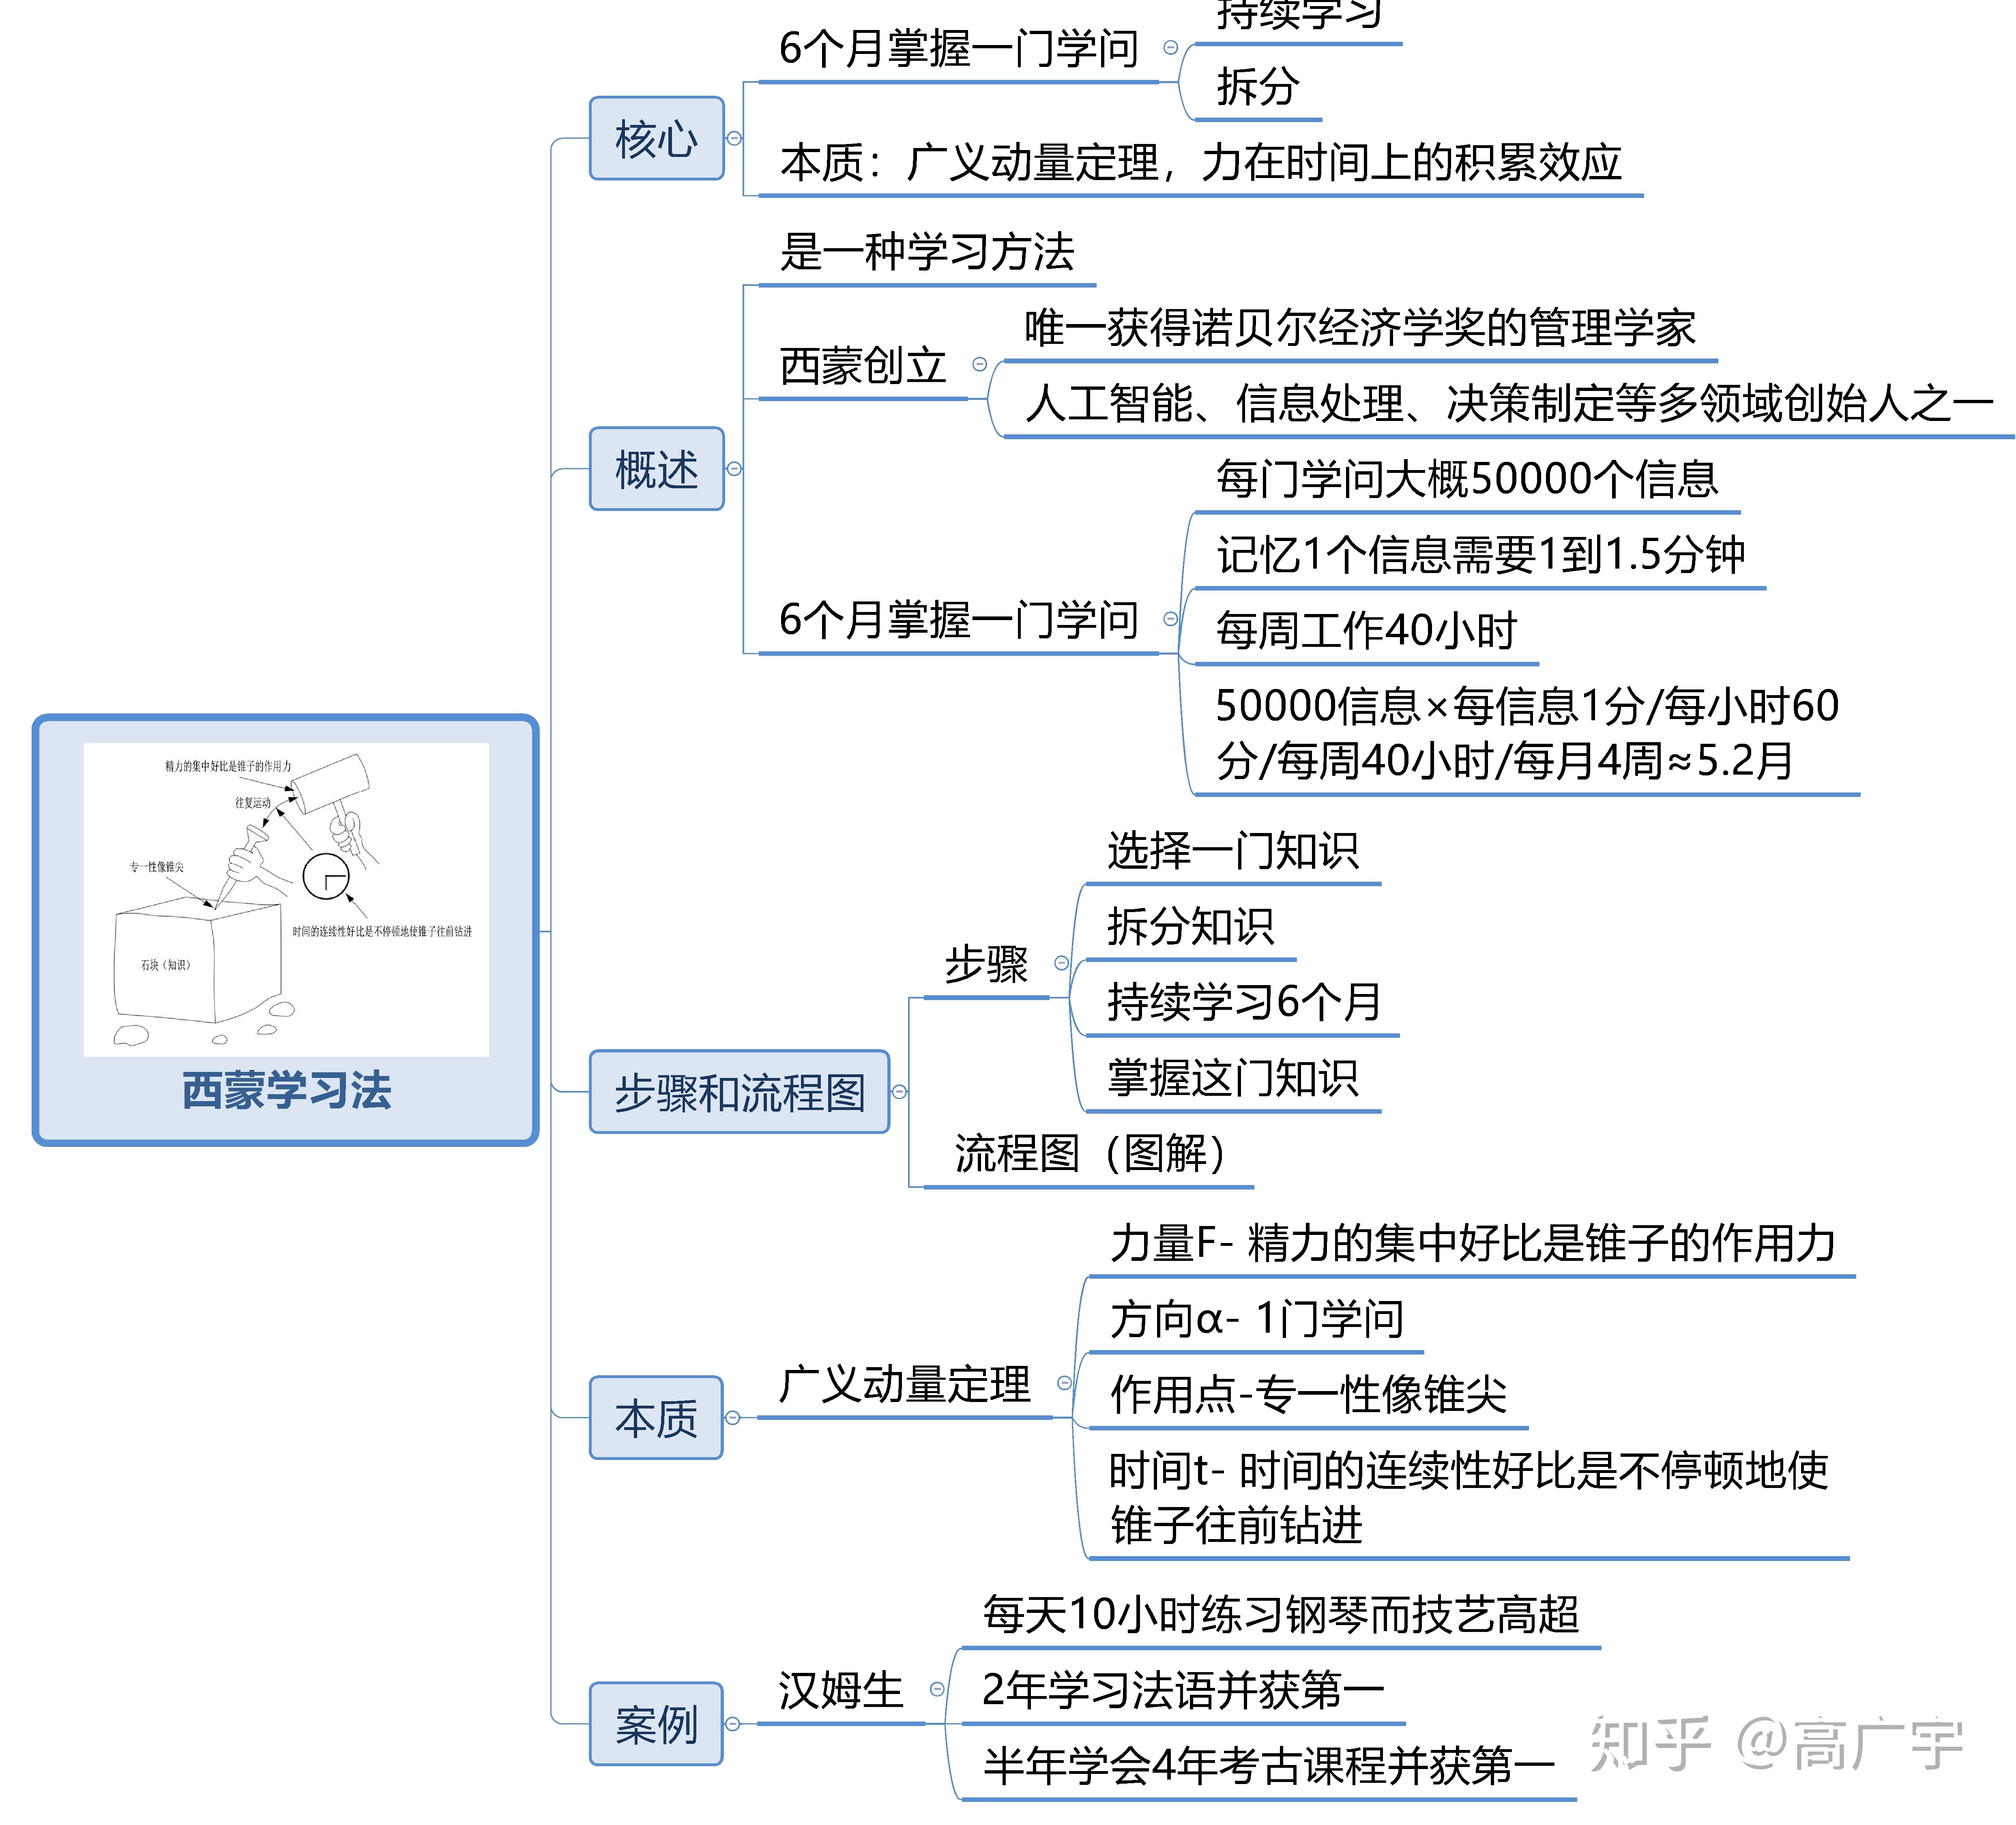 持续学习
6个月掌握一门学问
拆分
核心
本质：广义动量定理，力在时间上的积累效应
是一种学习方法
唯一获得诺贝尔经济学奖的管理学家
西蒙创立
人工智能、信息处理、决策制定等多领域创始人之一
概述
每门学问大概50000个信息
记忆1个信息需要1到1.5分钟
6个月掌握一门学问
每周工作40小时
50000信息×每信息1分/每小时60
分/每周40小时/每月4周≈5.2月
精力的集中好比是锥子的作用力
往复运动
专一性像锥尖
时间的连续性好比是不停顿地使锥子往前钻进
石块（知识）
西蒙学习法
选择一门知识
拆分知识
步骤
持续学习6个月
掌握这门知识
步骤和流程图
流程图（图解）
力量F- 精力的集中好比是锥子的作用力
方向α- 1门学问
广义动量定理
作用点-专一性像锥尖
本质
时间t- 时间的连续性好比是不停顿地使
锥子往前钻进
每天10小时练习钢琴而技艺高超
汉姆生
2年学习法语并获第一
案例
半年学会4年考古课程并获第一
知乎 @高广宇